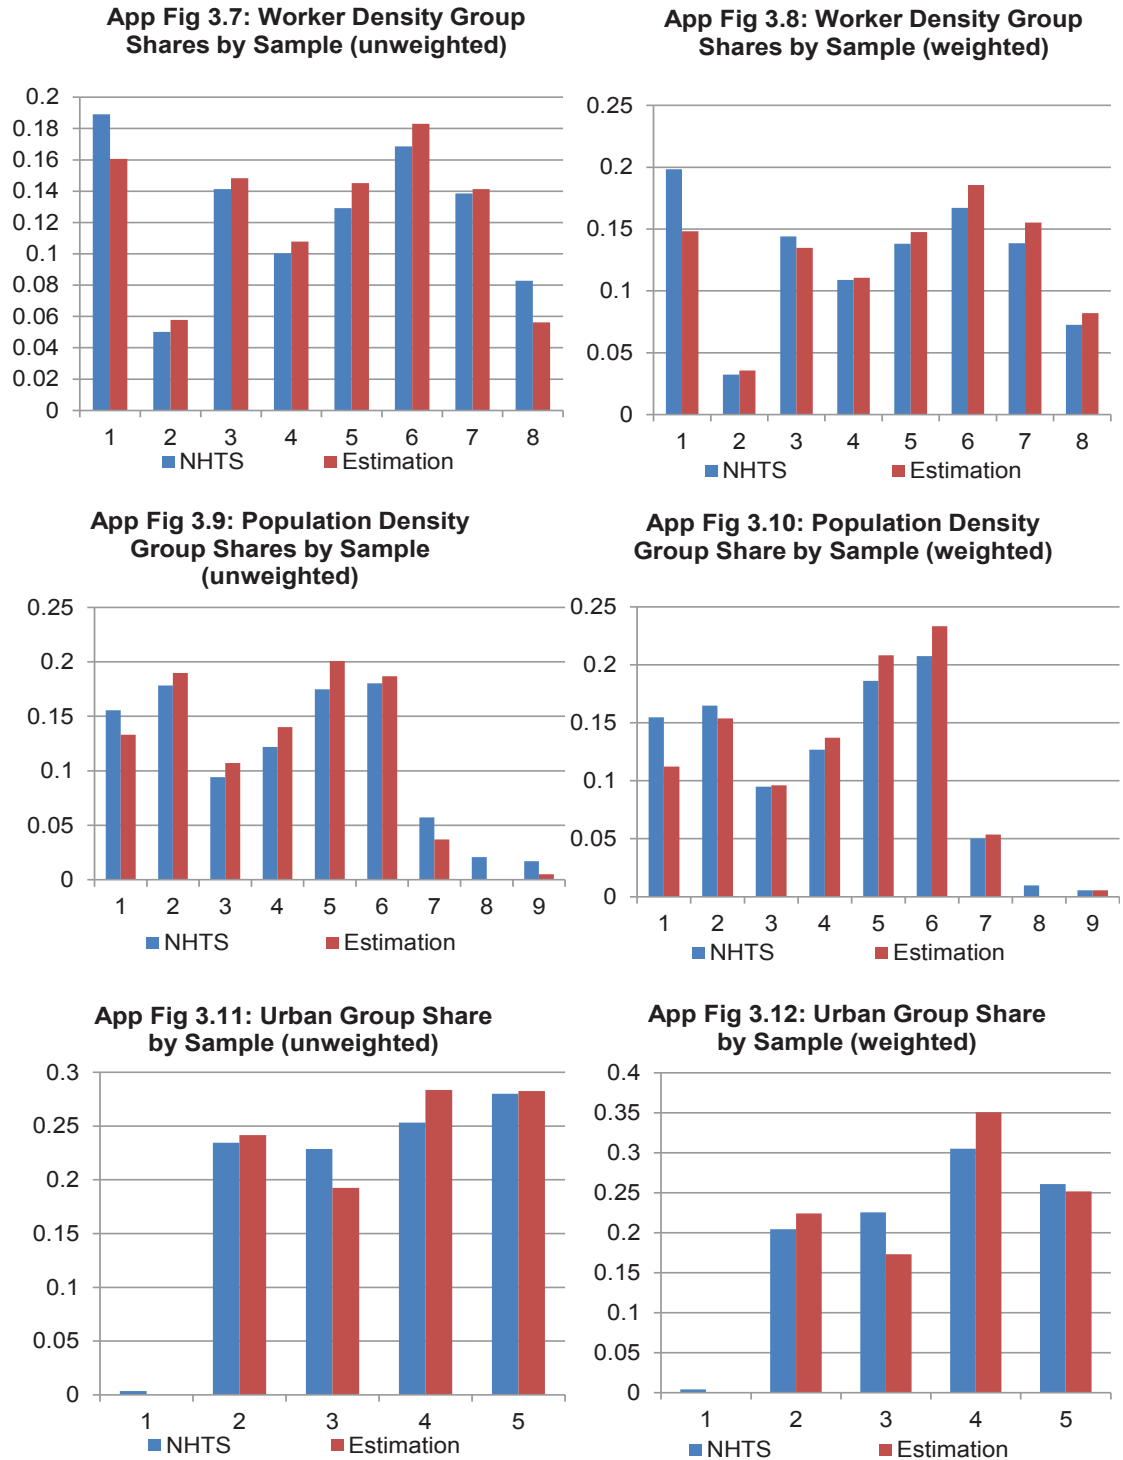 App Fig 3.7: Worker Density Group
Shares by Sample (unweighted)
0.2
0.18
0.16
0.14
0.12
0.1
0.08
0.06
0.04
0.02
0
1 2 3 4 5 6 7 8
NHTS Estimation
App Fig 3.8: Worker Density Group
Shares by Sample (weighted)
0.25
0.2
0.15
0.1
0.05
0
1 2 3 4 5 6 7 8
NHTS Estimation
App Fig 3.9: Population Density
Group Shares by Sample
(unweighted)
0.25
0.2
0.15
0.1
0.05
0
1 2 3 4 5 6 7 8 9
NHTS Estimation
App Fig 3.10: Population Density
Group Share by Sample (weighted)
0.25
0.2
0.15
0.1
0.05
0
1 2 3 4 5 6 7 8 9
NHTS Estimation
App Fig 3.11: Urban Group Share
by Sample (unweighted)
0.3
0.25
0.2
0.15
0.1
0.05
0
1 2 3 4 5
NHTS Estimation
App Fig 3.12: Urban Group Share
by Sample (weighted)
0.4
0.35
0.3
0.25
0.2
0.15
0.1
0.05
0
1 2 3 4 5
NHTS Estimation